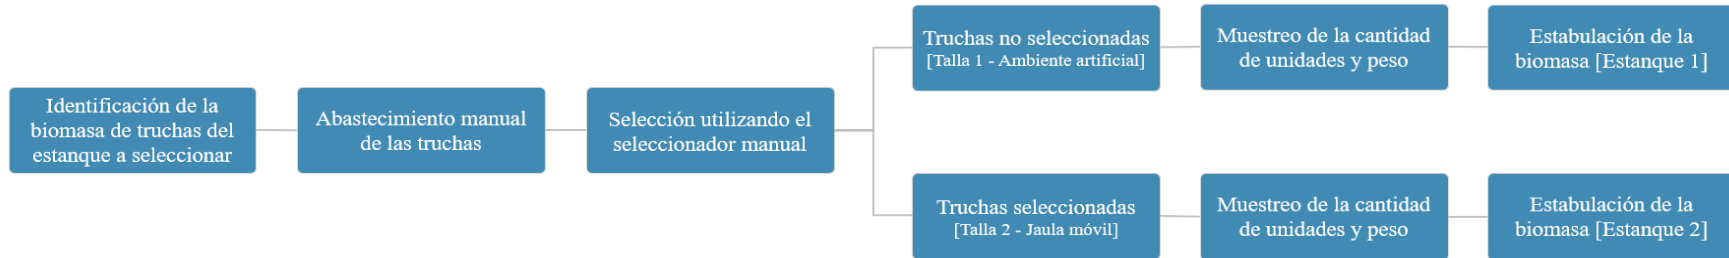 Identificación de la
biomasa de truchas del
estanque a seleccionar
Abastecimiento manual
de las truchas
Selección utilizando el
seleccionador manual
Truchas no seleccionadas
[Talla 1 - Ambiente artificial]
Muestreo de la cantidad
de unidades y peso
Estabulación de la
biomasa [Estanque 1]
Truchas seleccionadas
[Talla 2 - Jaula móvil]
Muestreo de la cantidad
de unidades y peso
Estabulación de la
biomasa [Estanque 2]